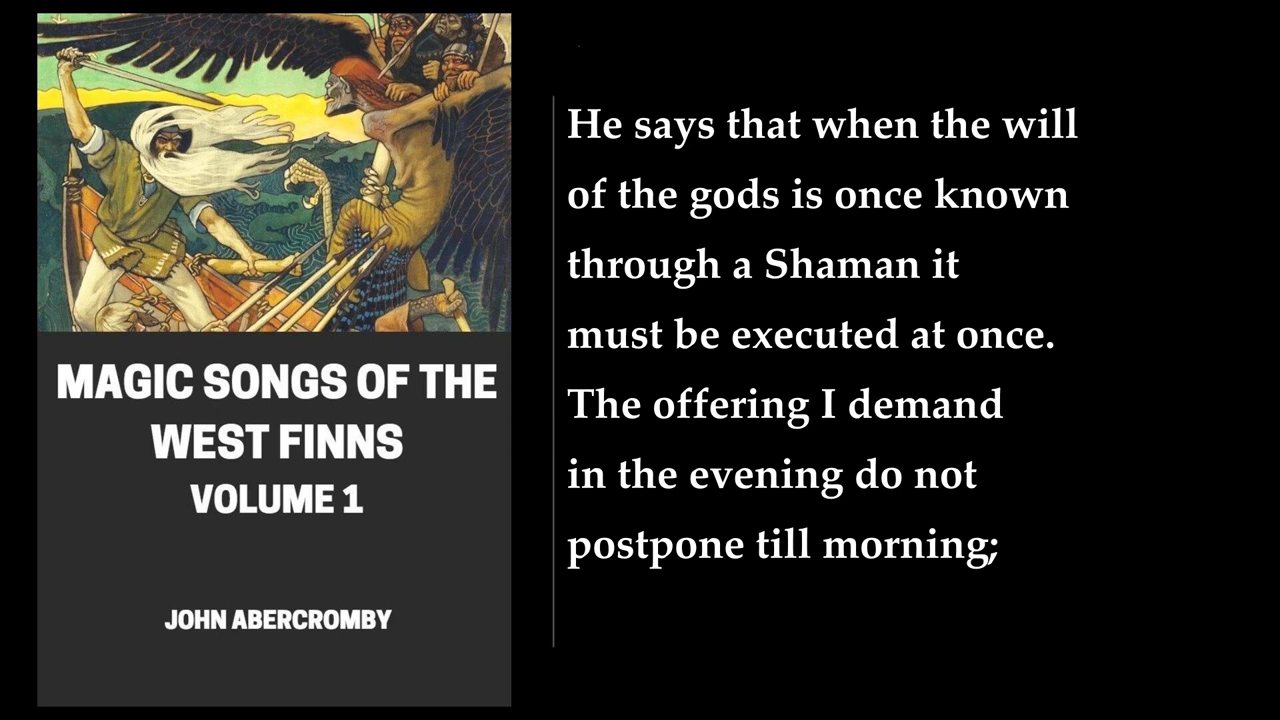 MAGIC SONGS OF THE
WEST FINNS
VOLUME 1
JOHN ABERCROMBY
He says that when the will
of the gods is once known
through a Shaman it
must be executed at once.
The offering I demand
in the evening do not
postpone till morning;